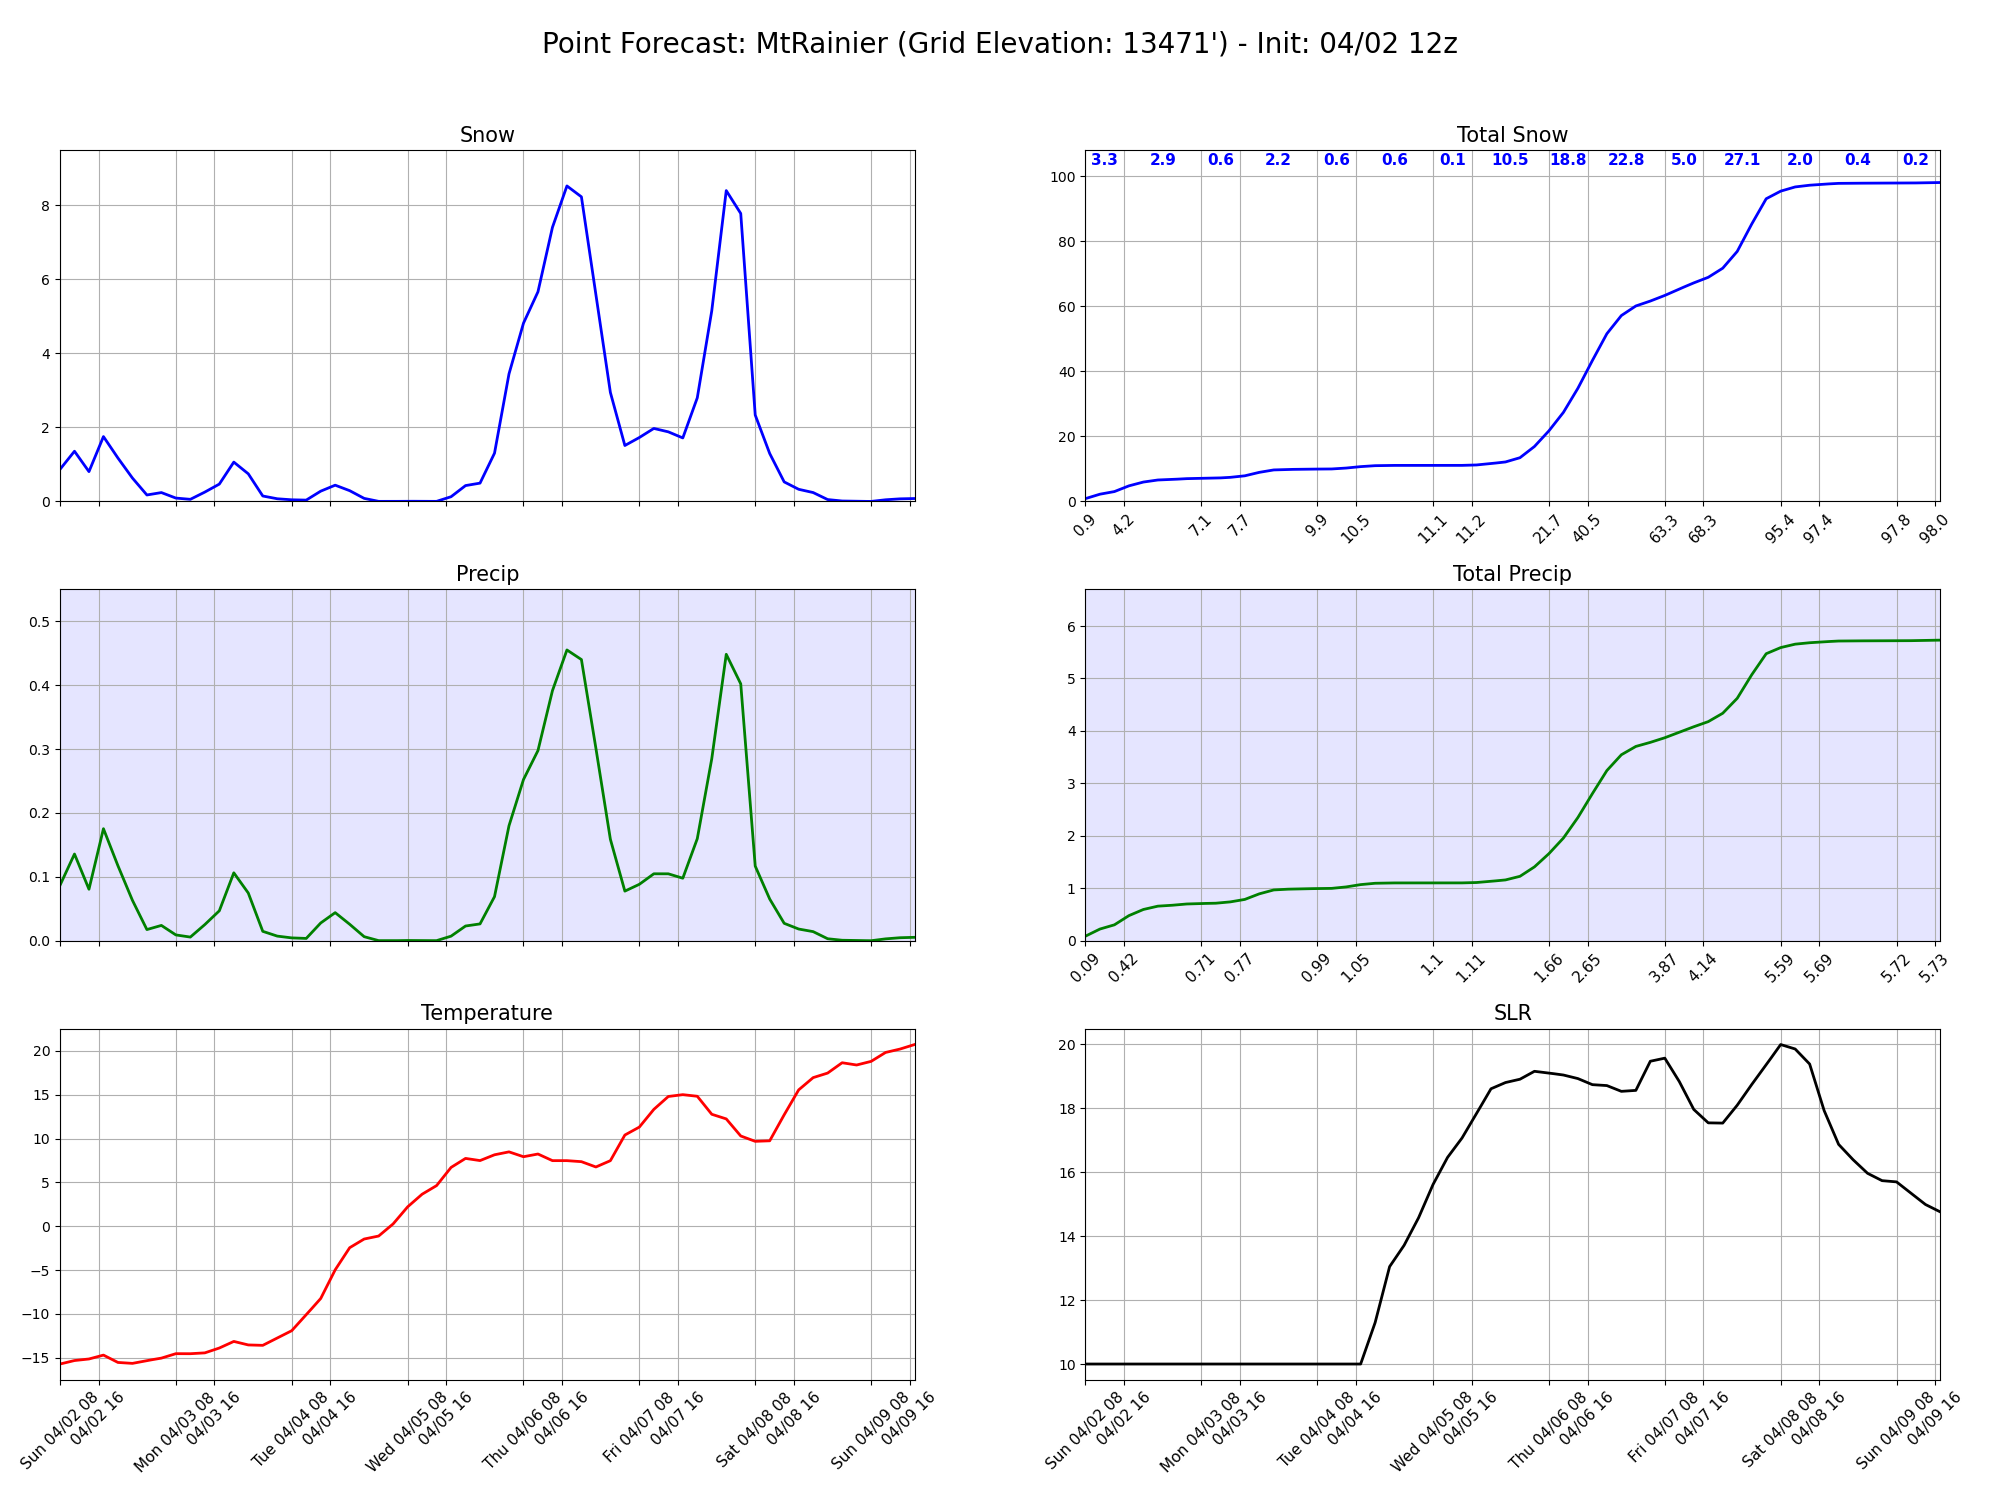 Point Forecast: MtRainier (Grid Elevation: 13471') - Init: 04/02 12z
Snow
8
6
4
2
0
Total Snow
3.3 2.9 0.6 2.2 0.6 0.6 0.1 10.5 18.8 22.8 5.0 27.1 2.0 0.4 0.2
100
80
60
40
20
0
0.9 4.2 7.1 7.7 9.9 10.5 11.1 11.2 21.7 40.5 63.3 68.3 95.4 97.4 97.8 98.0
Precip
0.5
0.4
0.3
0.2
0.1
0.0
Total Precip
6
5
4
3
2
1
0
0.09 0.42 0.71 0.77 0.99 1.05 1.1 1.11 1.66 2.65 3.87 4.14 5.59 5.69 5.72 5.73
Temperature
20
15
10
5
0
−5
−10
−15
Sun 04/02 08
04/02 16
Mon 04/03 08
04/03 16
Tue 04/04 08
04/04 16
Wed 04/05 08
04/05 16
Thu 04/06 08
04/06 16
Fri 04/07 08
04/07 16
Sat 04/08 08
04/08 16
Sun 04/09 08
04/09 16
SLR
20
18
16
14
12
10
Sun 04/02 08
04/02 16
Mon 04/03 08
04/03 16
Tue 04/04 08
04/04 16
Wed 04/05 08
04/05 16
Thu 04/06 08
04/06 16
Fri 04/07 08
04/07 16
Sat 04/08 08
04/08 16
Sun 04/09 08
04/09 16